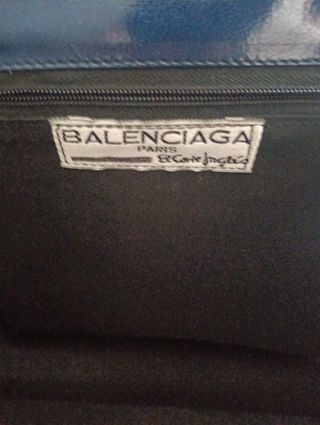 BALENCIAGA
PARIS
El Corte Inglés